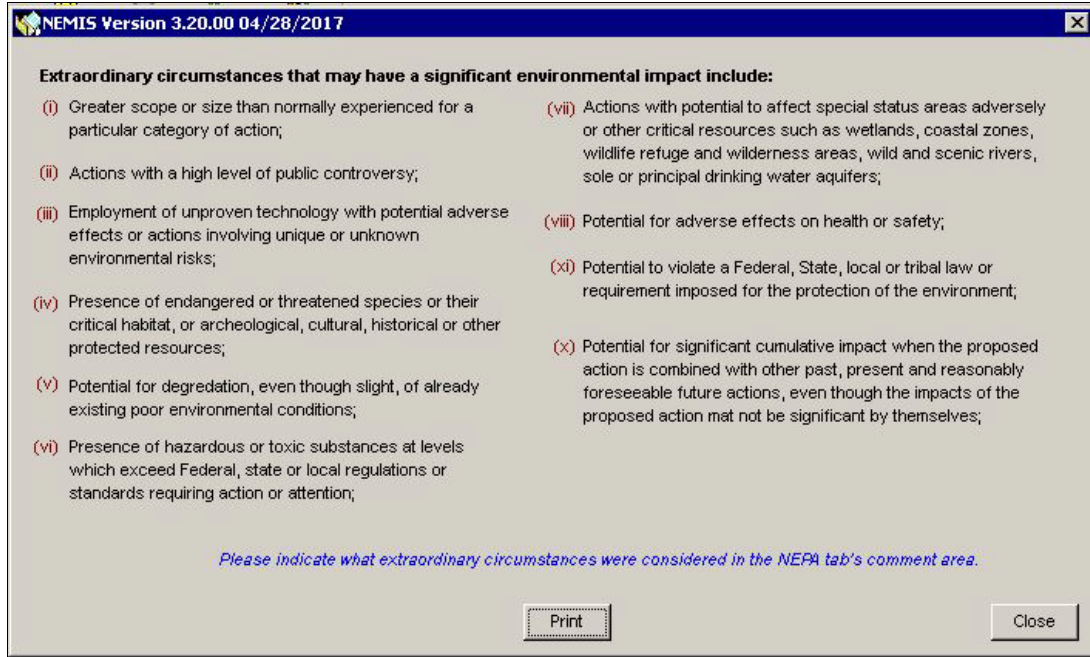 NEMIS Version 3.20.00 04/28/2017
Extraordinary circumstances that may have a significant environmental impact include:
(i) Greater scope or size than normally experienced for a
particular category of action;
(ii) Actions with a high level of public controversy;
(iii) Employment of unproven technology with potential adverse
effects or actions involving unique or unknown
environmental risks;
(iv) Presence of endangered or threatened species or their
critical habitat, or archeological, cultural, historical or other
protected resources;
(v) Potential for degredation, even though slight, of already
existing poor environmental conditions;
(vi) Presence of hazardous or toxic substances at levels
which exceed Federal, state or local regulations or
standards requiring action or attention;
(vii) Actions with potential to affect special status areas adversely
or other critical resources such as wetlands, coastal zones,
wildlife refuge and wilderness areas, wild and scenic rivers,
sole or principal drinking water aquifers;
(viii) Potential for adverse effects on health or safety;
(xi) Potential to violate a Federal, State, local or tribal law or
requirement imposed for the protection of the environment;
(x) Potential for significant cumulative impact when the proposed
action is combined with other past, present and reasonably
foreseeable future actions, even though the impacts of the
proposed action mat not be significant by themselves;
Please indicate what extraordinary circumstances were considered in the NEPA tab's comment area.
Print
Close